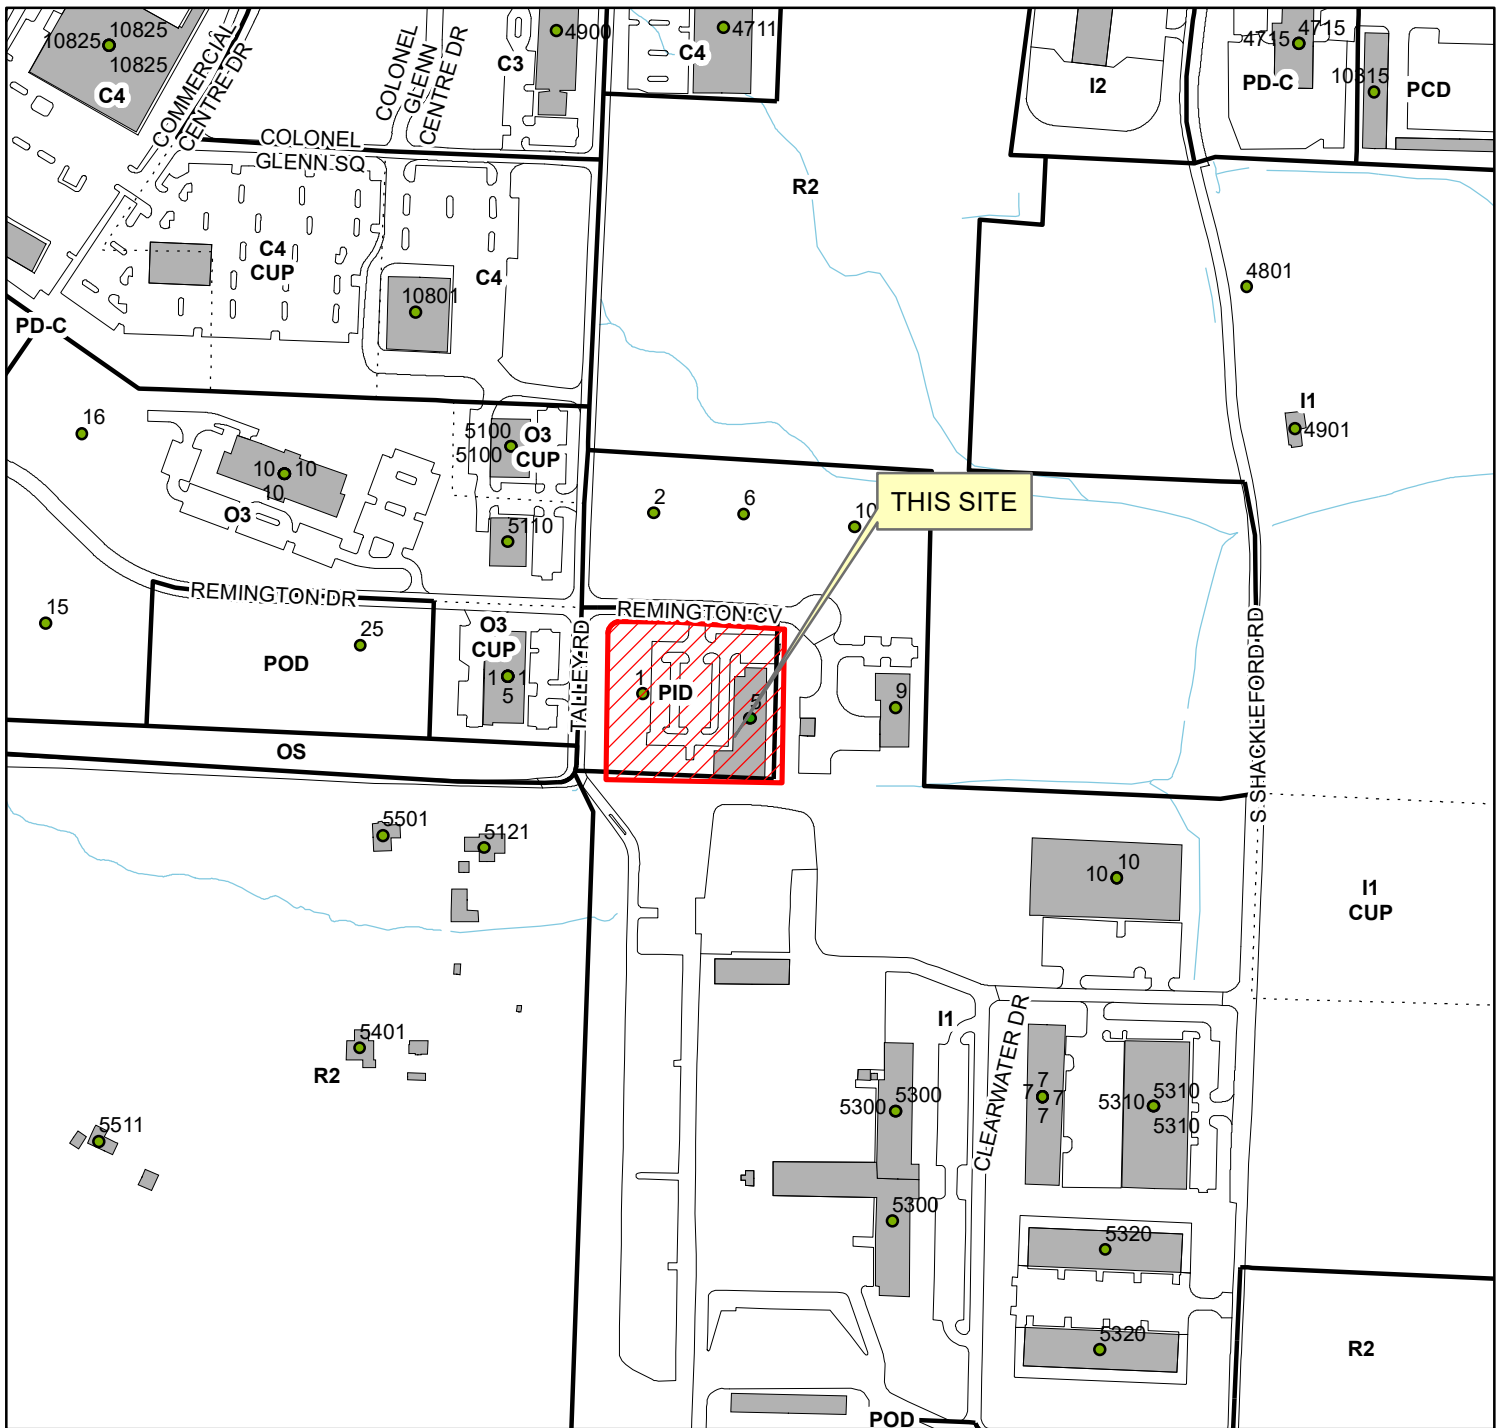 10825
10825
10825
C4
COMMERCIAL
CENTRE DR
COLONEL
GLENN
CENTRE DR
C3
4900
C4
4711
I2
4715
4715
PD-C
10315
PCD
COLONEL
GLENN SQ
R2
C4
CUP
C4
10801
PD-C
4801
16
10
10
10
O3
5100
5100
O3
CUP
5110
2
6
10
THIS SITE
I1
4901
REMINGTON DR
REMINGTON CV
15
25
POD
O3
CUP
1
1
5
TALLEY RD
1
PID
5
9
S SHACKLEFORD RD
OS
5501
5121
10
10
I1
CUP
5401
R2
5511
I1
CLEARWATER DR
5300
5300
7
7
7
7
5310
5310
5310
5300
5320
5320
R2
POD